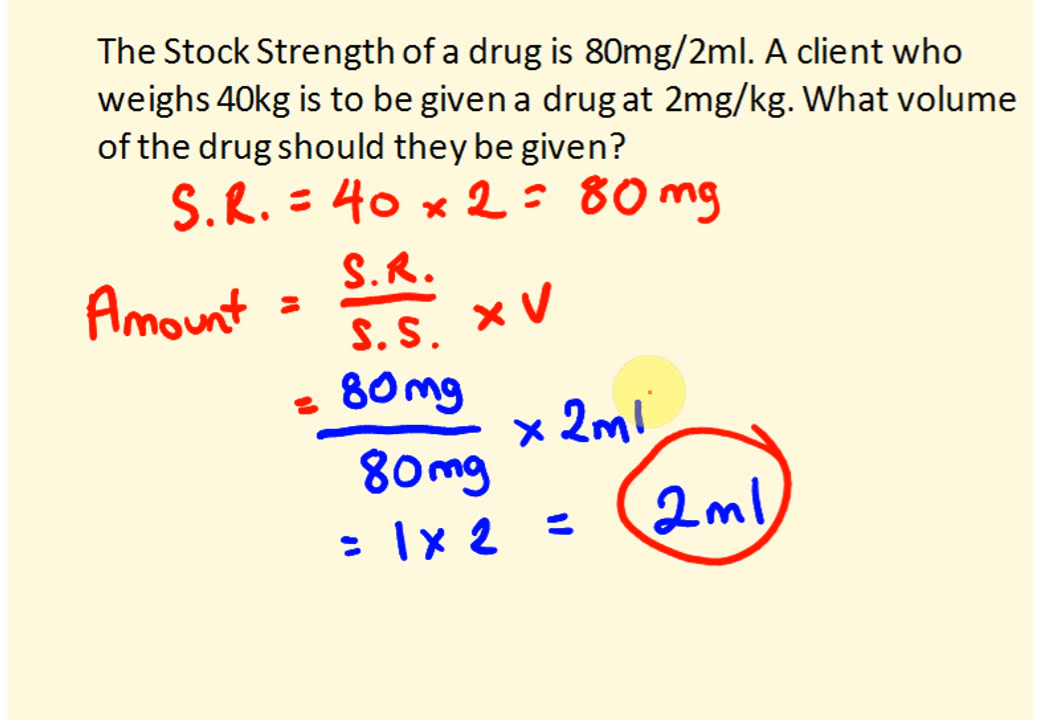 The Stock Strength of a drug is 80mg/2ml. A client who
weighs 40kg is to be given a drug at 2mg/kg. What volume
of the drug should they be given?
S.R. = 40 × 2 = 80 mg
Amount = S.R. / S.S. × V
= 80mg / 80mg × 2ml
= 1 × 2 = 2ml